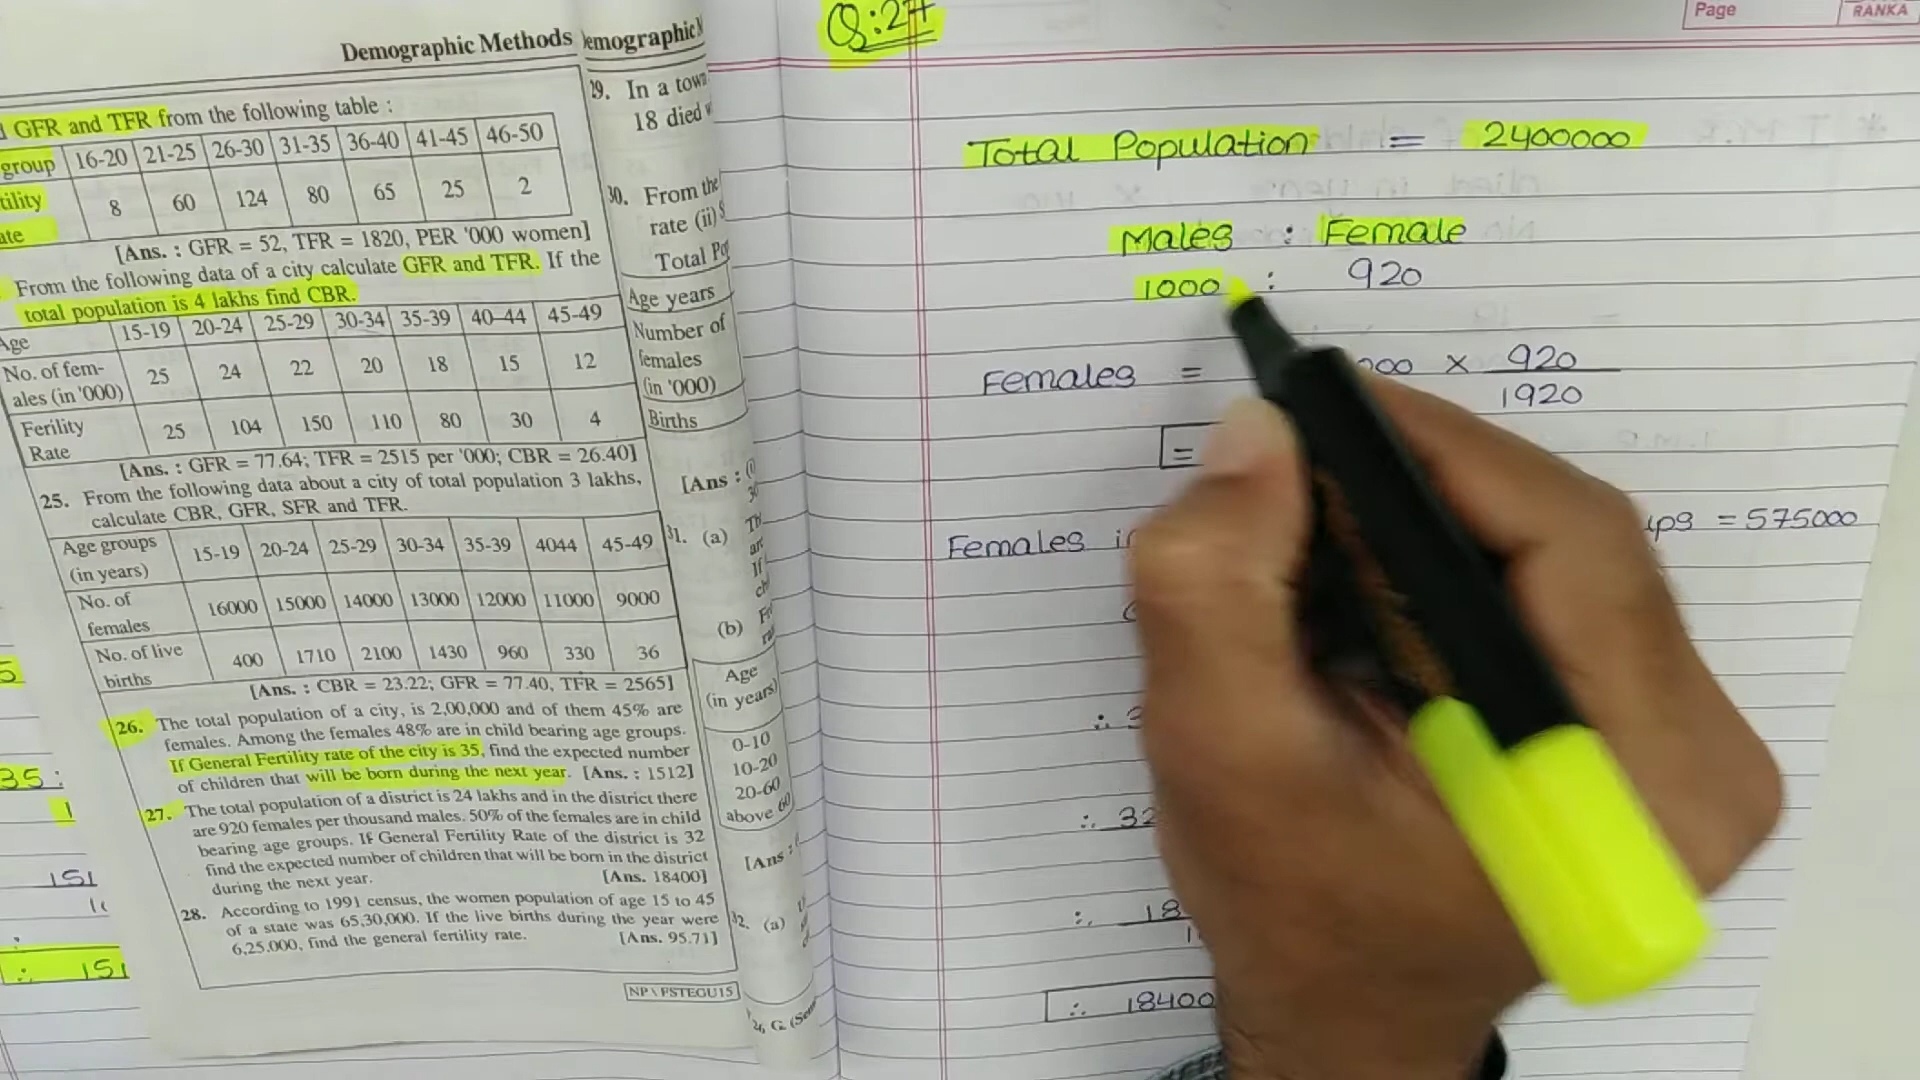 Demographic Methods
GFR and TFR from the following table :
group 16-20 21-25 26-30 31-35 36-40 41-45 46-50
8 60 124 80 65 25 2
[Ans. : GFR = 52, TFR = 1820, PER '000 women]
From the following data of a city calculate GFR and TFR. If the
total population is 4 lakhs find CBR.
Age 15-19 20-24 25-29 30-34 35-39 40-44 45-49
No. of fem-
ales (in '000) 25 24 22 20 18 15 12
Ferility
Rate 25 104 150 110 80 30 4
[Ans. : GFR = 77.64; TFR = 2515 per '000; CBR = 26.40]
25. From the following data about a city of total population 3 lakhs,
calculate CBR, GFR, SFR and TFR.
Age groups
(in years) 15-19 20-24 25-29 30-34 35-39 4044 45-49
No. of
females 16000 15000 14000 13000 12000 11000 9000
No. of live
births 400 1710 2100 1430 960 330 36
[Ans. : CBR = 23.22; GFR = 77.40, TFR = 2565]
26. The total population of a city, is 2,00,000 and of them 45% are
females. Among the females 48% are in child bearing age groups.
If General Fertility rate of the city is 35, find the expected number
of children that will be born during the next year. [Ans. : 1512]
27. The total population of a district is 24 lakhs and in the district there
are 920 females per thousand males. 50% of the females are in child
bearing age groups. If General Fertility Rate of the district is 32
find the expected number of children that will be born in the district
during the next year. [Ans. 18400]
28. According to 1991 census, the women population of age 15 to 45
of a state was 65,30,000. If the live births during the year were
6,25,000, find the general fertility rate. [Ans. 95.71]
NP\PSTEGU15
29. In a town
18 died
30. From the
rate (ii)
Total
Age years
Number of
females
(in '000)
Births
[Ans :
31. (a)
If
(b)
Age
(in years)
0-10
10-20
20-60
above 60
[Ans :
32. (a)
35 :
151
∴ 151
Page
RANKA
Q:27
Total Population = 2400000
Males : Female
1000 : 920
Females = 000 × 920
1920
=
Females = 575000
∴ 32
∴ 18
∴ 18400